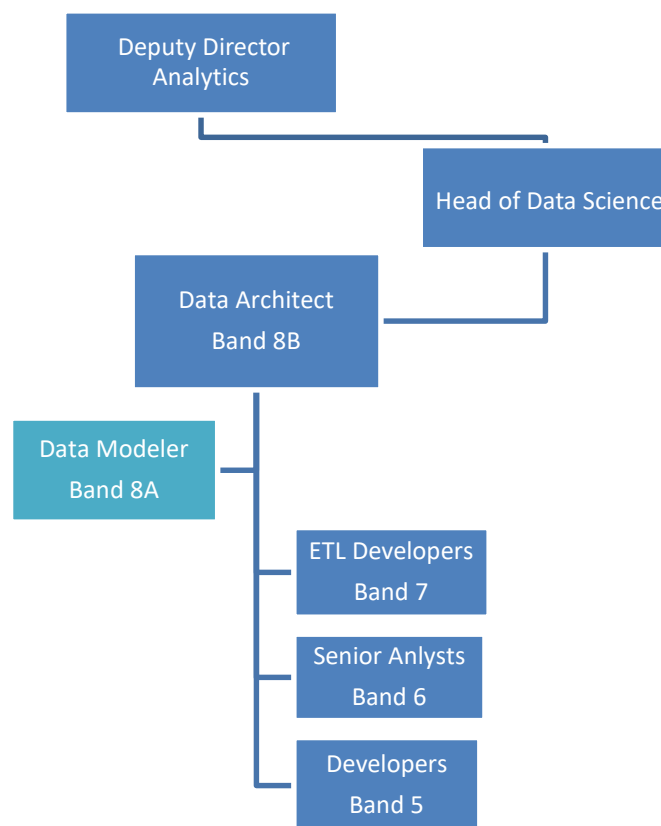 Deputy Director
Analytics
Head of Data Science
Data Architect
Band 8B
Data Modeler
Band 8A
ETL Developers
Band 7
Senior Anlysts
Band 6
Developers
Band 5